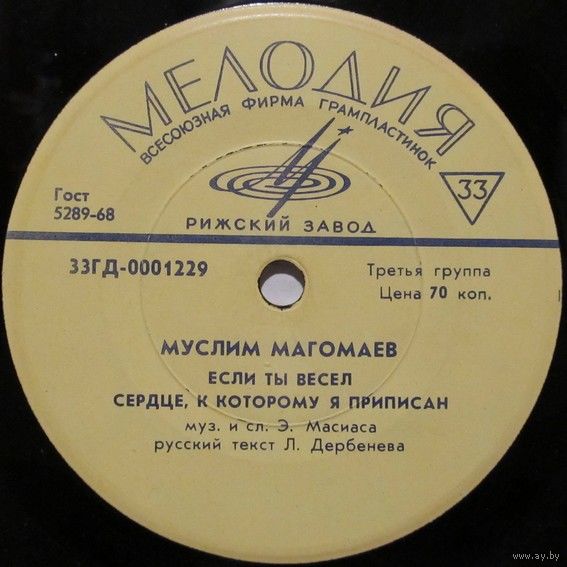 МЕЛОДИЯ
ВСЕСОЮЗНАЯ ФИРМА ГРАМПЛАСТИНОК
33
Гост
5289-68
РИЖСКИЙ ЗАВОД
33ГД-0001229
Третья группа
Цена 70 коп.
МУСЛИМ МАГОМАЕВ
ЕСЛИ ТЫ ВЕСЕЛ
СЕРДЦЕ, К КОТОРОМУ Я ПРИПИСАН
муз. и сл. Э. Масиаса
русский текст Л. Дербенева
www.ay.by